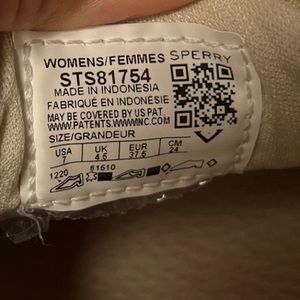 WOMENS/FEMMES SPERRY
STS81754
MADE IN INDONESIA
FABRIQUÉ EN INDONÉSIE
MAY BE COVERED BY US PAT.
WWW.PATENTS.WWWINC.COM
SIZE/GRANDEUR
USA UK EUR CM
7 4.5 37.5 24
1220 61510